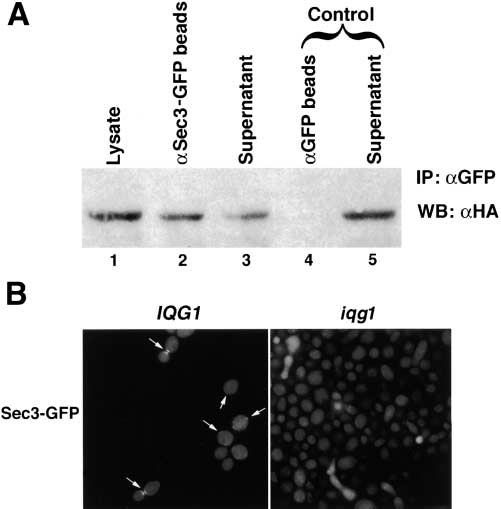 A
Control
Lysate
αSec3-GFP beads
Supernatant
αGFP beads
Supernatant
IP: αGFP
WB: αHA
1 2 3 4 5
B
IQG1 iqg1
Sec3-GFP